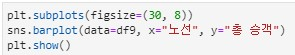 plt.subplots(figsize=(30, 8))
sns.barplot(data=df9, x="노선", y="총 승객")
plt.show()